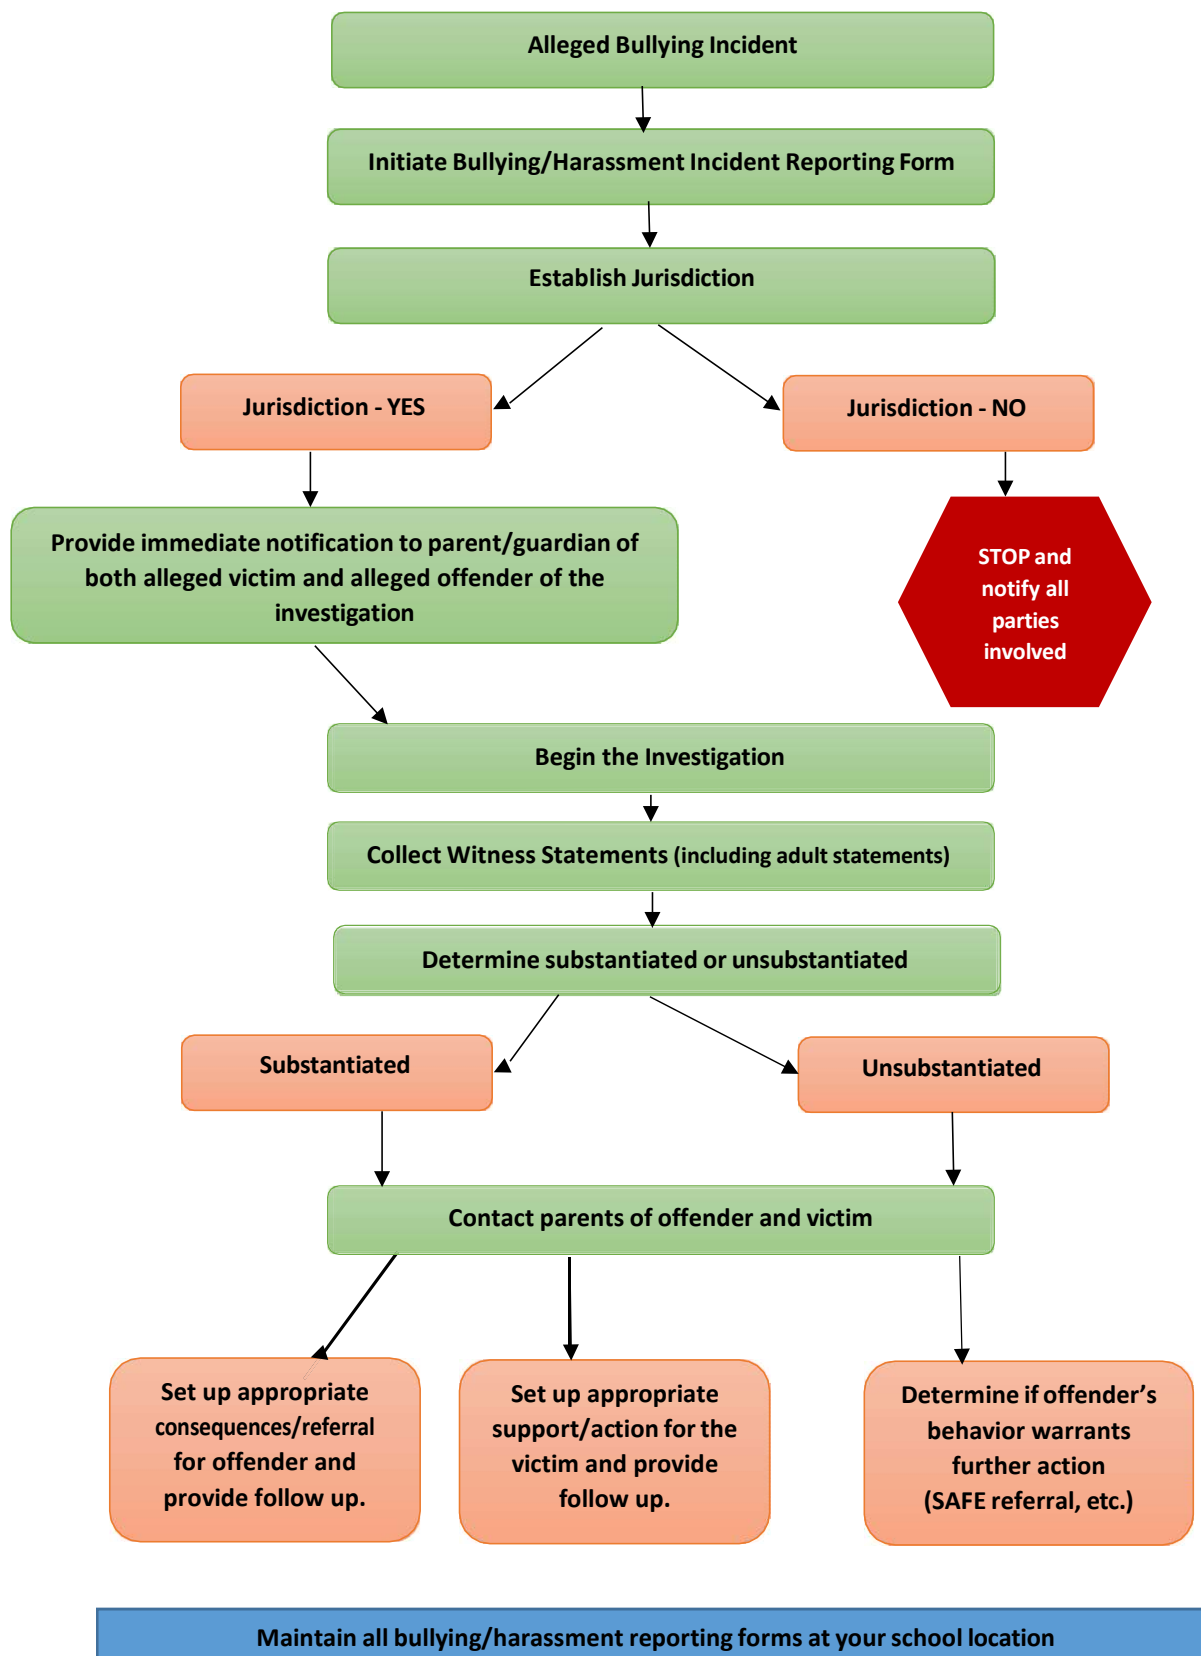 Alleged Bullying Incident
Initiate Bullying/Harassment Incident Reporting Form
Establish Jurisdiction
Jurisdiction - YES
Jurisdiction - NO
Provide immediate notification to parent/guardian of
both alleged victim and alleged offender of the
investigation
STOP and
notify all
parties
involved
Begin the Investigation
Collect Witness Statements (including adult statements)
Determine substantiated or unsubstantiated
Substantiated
Unsubstantiated
Contact parents of offender and victim
Set up appropriate
consequences/referral
for offender and
provide follow up.
Set up appropriate
support/action for the
victim and provide
follow up.
Determine if offender’s
behavior warrants
further action
(SAFE referral, etc.)
Maintain all bullying/harassment reporting forms at your school location